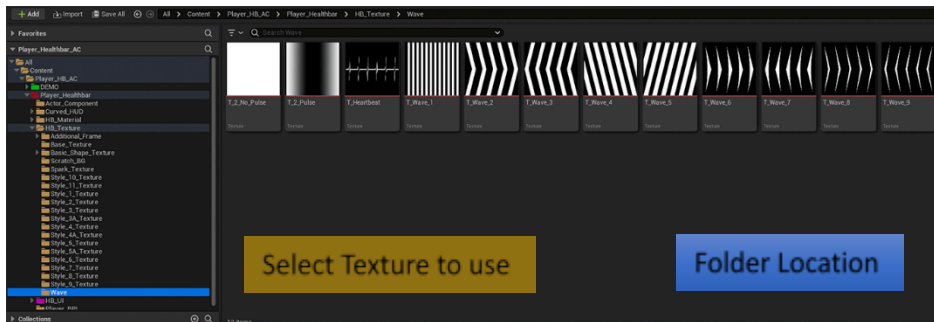 + Add Import Save All All > Content > Player_HB_AC > Player_Healthbar > HB_Texture > Wave
Favorites
Search Wave
Player_Healthbar_AC
All
Content
Player_HB_AC
DEMO
Player_Healthbar
Actor_Component
Curved_HUD
HB_Material
HB_Texture
Additional_Frame
Base_Texture
Basic_Shape_Texture
Scratch_BG
Spark_Texture
Style_10_Texture
Style_11_Texture
Style_1_Texture
Style_2_Texture
Style_3_Texture
Style_3A_Texture
Style_4_Texture
Style_4A_Texture
Style_5_Texture
Style_5A_Texture
Style_6_Texture
Style_7_Texture
Style_8_Texture
Style_9_Texture
Wave
HB_UI
Collections
T_2_No_Pulse T_2_Pulse T_Heartbeat T_Wave_1 T_Wave_2 T_Wave_3 T_Wave_4 T_Wave_5 T_Wave_6 T_Wave_7 T_Wave_8 T_Wave_9
Texture Texture Texture Texture Texture Texture Texture Texture Texture Texture Texture Texture
Select Texture to use
Folder Location